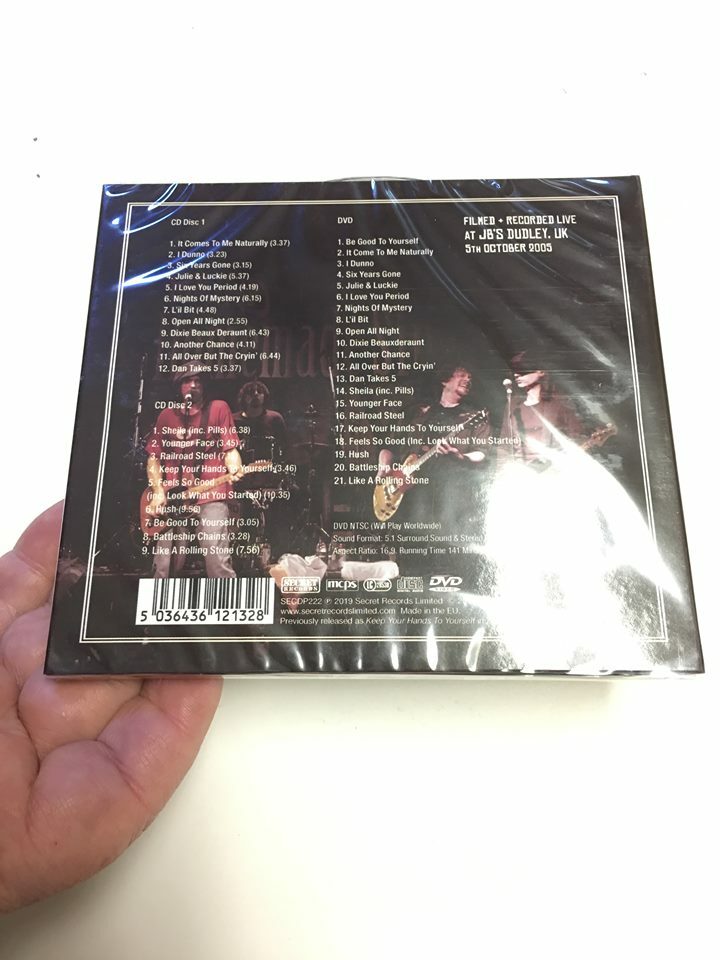 CD Disc 1
1. It Comes To Me Naturally (3.37)
2. I Dunno (3.23)
3. Six Years Gone (3.15)
4. Julie & Luckie (5.37)
5. I Love You Period (4.19)
6. Nights Of Mystery (6.15)
7. L'il Bit (4.48)
8. Open All Night (2.55)
9. Dixie Beaux Deraunt (6.43)
10. Another Chance (4.11)
11. All Over But The Cryin' (6.44)
12. Dan Takes 5 (3.37)
CD Disc 2
1. Sheila (inc. Pills) (6.38)
2. Younger Face (3.45)
3. Railroad Steel
4. Keep Your Hands To Yourself (3.46)
5. Feels So Good
(inc. Look What You Started) (10.35)
6. Hush (9.56)
7. Be Good To Yourself (3.05)
8. Battleship Chains (3.28)
9. Like A Rolling Stone (7.56)
DVD
1. Be Good To Yourself
2. It Comes To Me Naturally
3. I Dunno
4. Six Years Gone
5. Julie & Luckie
6. I Love You Period
7. Nights Of Mystery
8. L'il Bit
9. Open All Night
10. Dixie Beauxderaunt
11. Another Chance
12. All Over But The Cryin'
13. Dan Takes 5
14. Sheila (inc. Pills)
15. Younger Face
16. Railroad Steel
17. Keep Your Hands To Yourself
18. Feels So Good (Inc. Look What You Started)
19. Hush
20. Battleship Chains
21. Like A Rolling Stone
FILMED + RECORDED LIVE
AT JB'S DUDLEY, UK
5TH OCTOBER 2005
DVD NTSC (Will Play Worldwide)
Sound Format: 5.1 Surround Sound & Stereo
Aspect Ratio: 16.9. Running Time 141
5 036436 121328
SECRET RECORDS mcps COMPACT DISC DIGITAL AUDIO DVD VIDEO
SECDP222 ℗ 2019 Secret Records Limited ©
www.secretrecordslimited.com Made in the E.U.
Previously released as Keep Your Hands To Yourself in